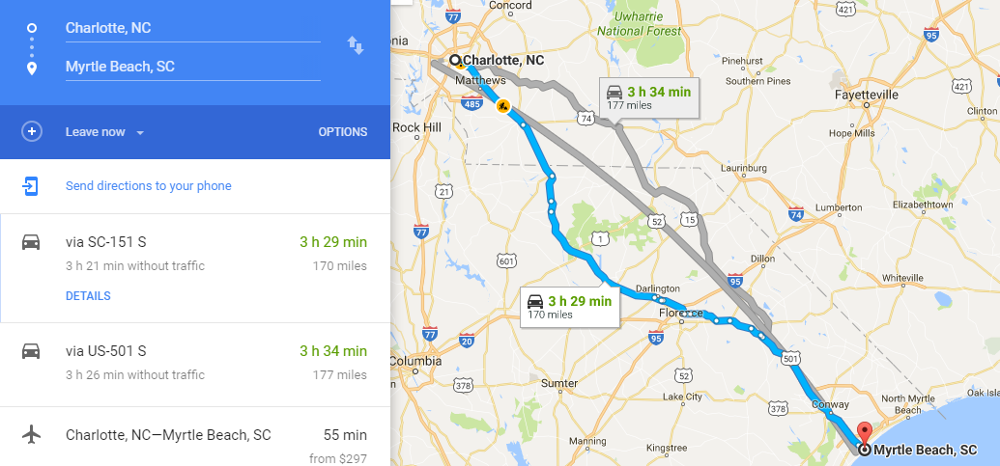 Charlotte, NC
Myrtle Beach, SC
Leave now
OPTIONS
Send directions to your phone
via SC-151 S
3 h 29 min
3 h 21 min without traffic
170 miles
DETAILS
via US-501 S
3 h 34 min
3 h 26 min without traffic
177 miles
Charlotte, NC—Myrtle Beach, SC
55 min
from $297
Concord
77
Uwharrie
National Forest
421
95
onia
Charlotte, NC
Matthews
Pinehurst
Southern Pines
3 h 34 min
177 miles
Fayetteville
421
485
74
Rock Hill
Hope Mills
Laurinburg
21
Lumberton
Elizabethtown
74
52
15
77
1
601
Dillon
Whiteville
95
Darlington
3 h 29 min
170 miles
Florence
77
20
95
Columbia
501
378
Sumter
52
Lake City
378
Conway
North Myrtle
Beach
Oak Isla
Manning
Kingstree
Myrtle Beach, SC